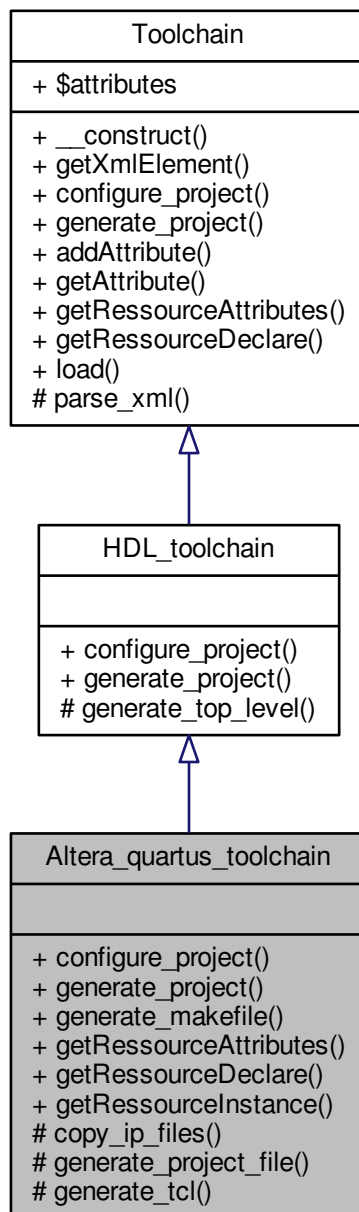 Toolchain
+ $attributes
+ __construct()
+ getXmlElement()
+ configure_project()
+ generate_project()
+ addAttribute()
+ getAttribute()
+ getRessourceAttributes()
+ getRessourceDeclare()
+ load()
# parse_xml()
HDL_toolchain
+ configure_project()
+ generate_project()
# generate_top_level()
Altera_quartus_toolchain
+ configure_project()
+ generate_project()
+ generate_makefile()
+ getRessourceAttributes()
+ getRessourceDeclare()
+ getRessourceInstance()
# copy_ip_files()
# generate_project_file()
# generate_tcl()